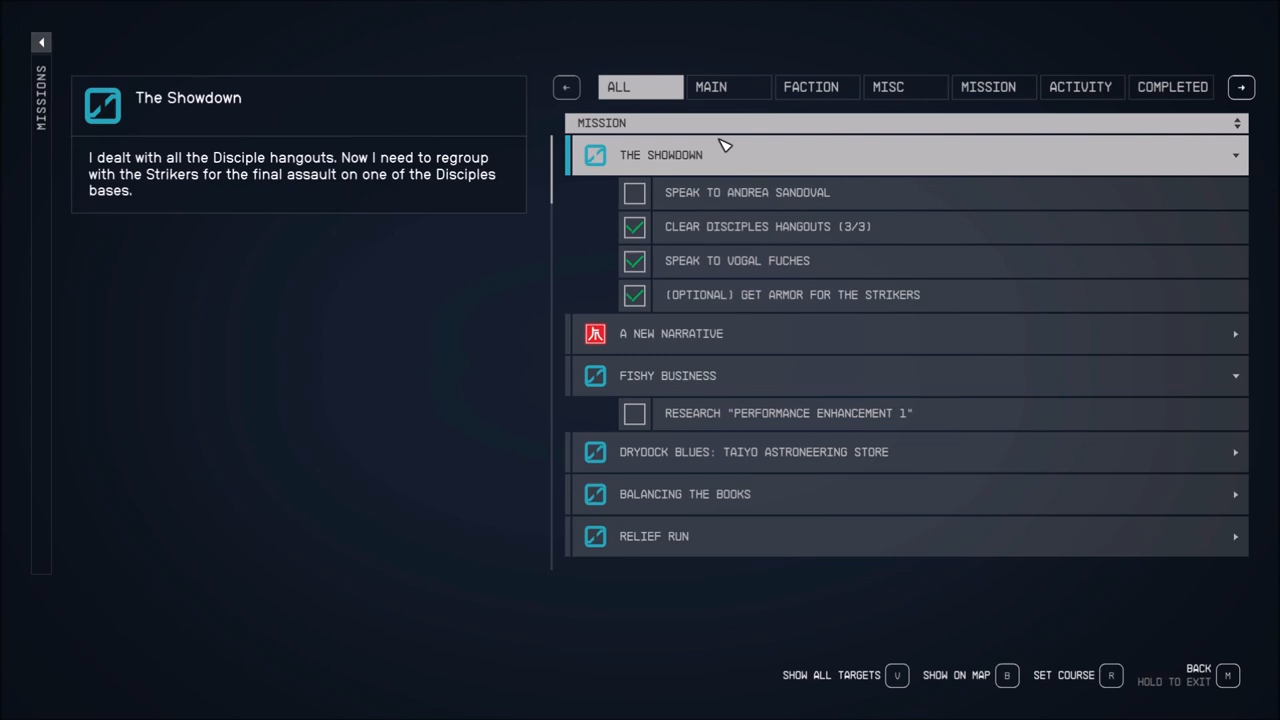 MISSIONS
The Showdown
I dealt with all the Disciple hangouts. Now I need to regroup
with the Strikers for the final assault on one of the Disciples
bases.
ALL
MAIN
FACTION
MISC
MISSION
ACTIVITY
COMPLETED
MISSION
THE SHOWDOWN
SPEAK TO ANDREA SANDOVAL
CLEAR DISCIPLES HANGOUTS (3/3)
SPEAK TO VOGAL FUCHES
(OPTIONAL) GET ARMOR FOR THE STRIKERS
A NEW NARRATIVE
FISHY BUSINESS
RESEARCH "PERFORMANCE ENHANCEMENT 1"
DRYDOCK BLUES: TAIYO ASTRONEERING STORE
BALANCING THE BOOKS
RELIEF RUN
SHOW ALL TARGETS V
SHOW ON MAP B
SET COURSE R
BACK
HOLD TO EXIT M